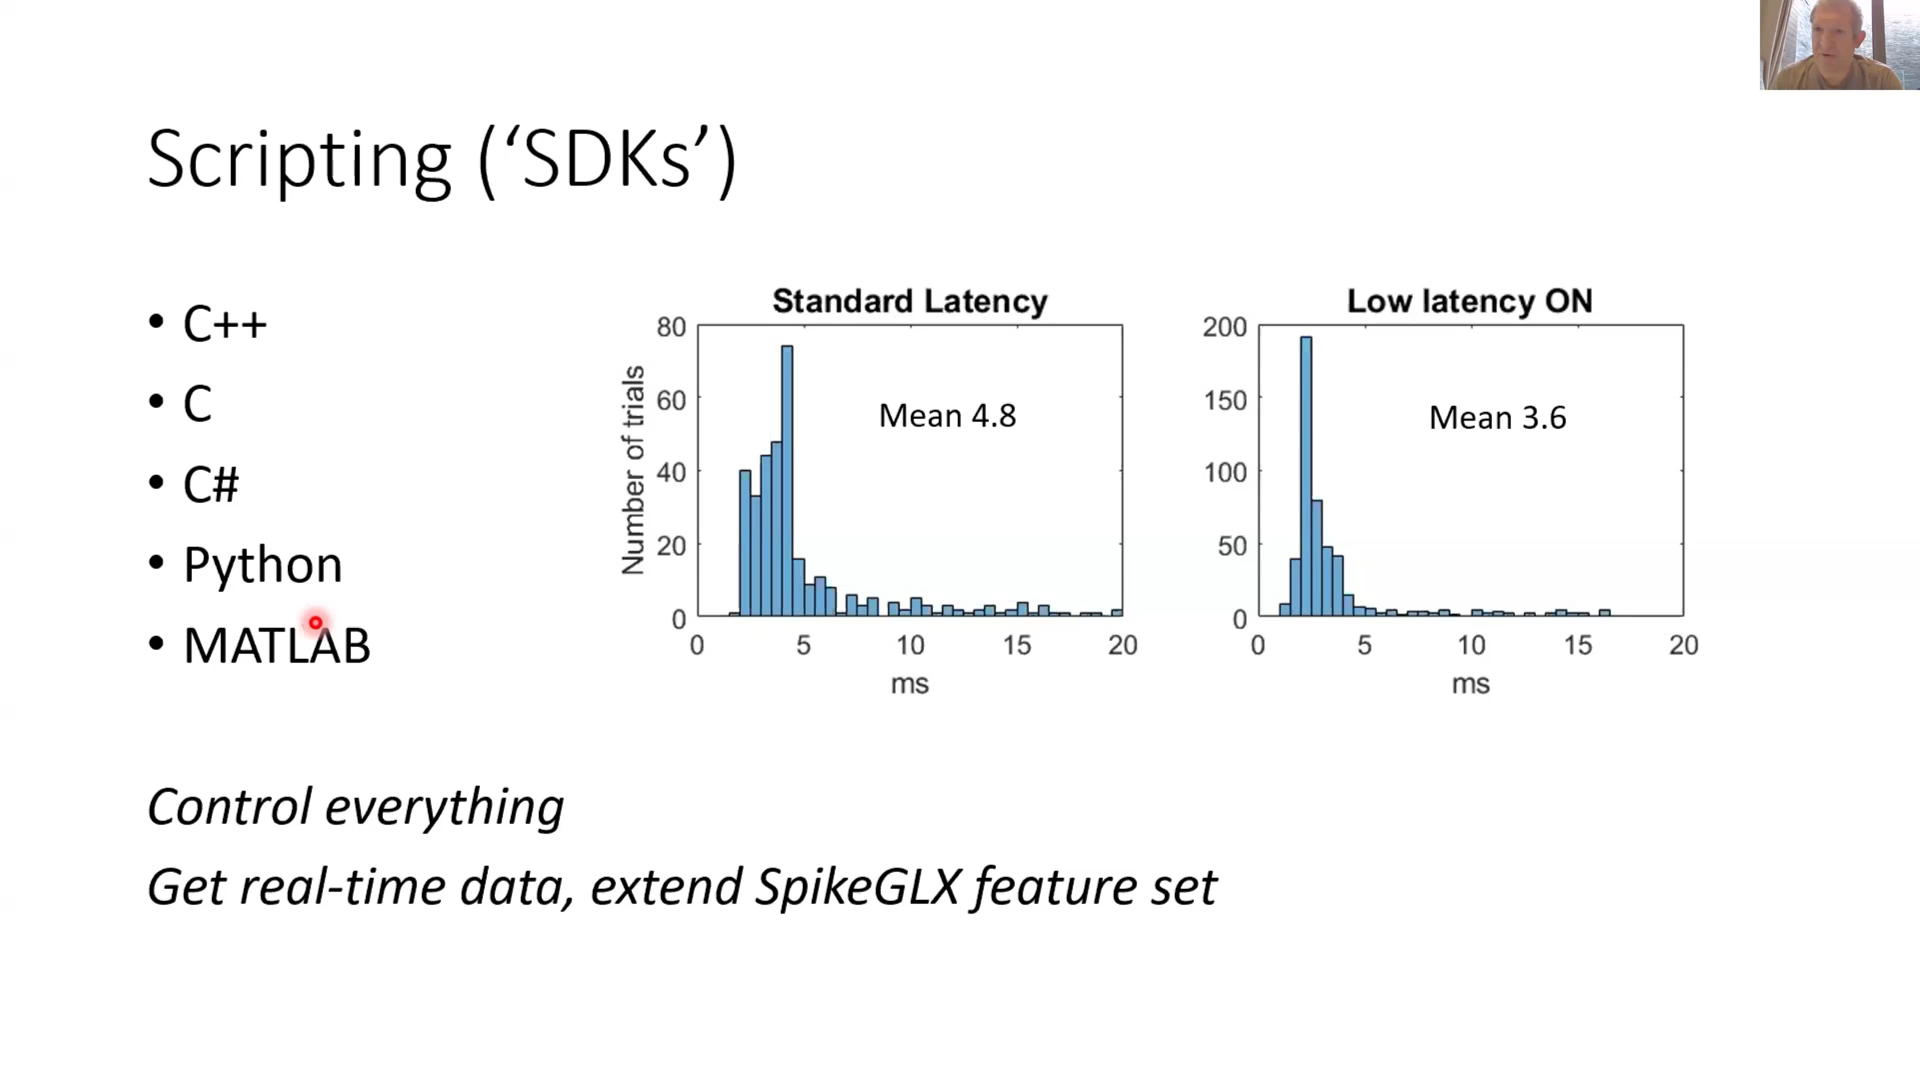 Scripting (‘SDKs’)
• C++
• C
• C#
• Python
• MATLAB
Standard Latency
Number of trials
80
60
40
20
0
Mean 4.8
0 5 10 15 20
ms
Low latency ON
200
150
100
50
0
Mean 3.6
0 5 10 15 20
ms
Control everything
Get real-time data, extend SpikeGLX feature set